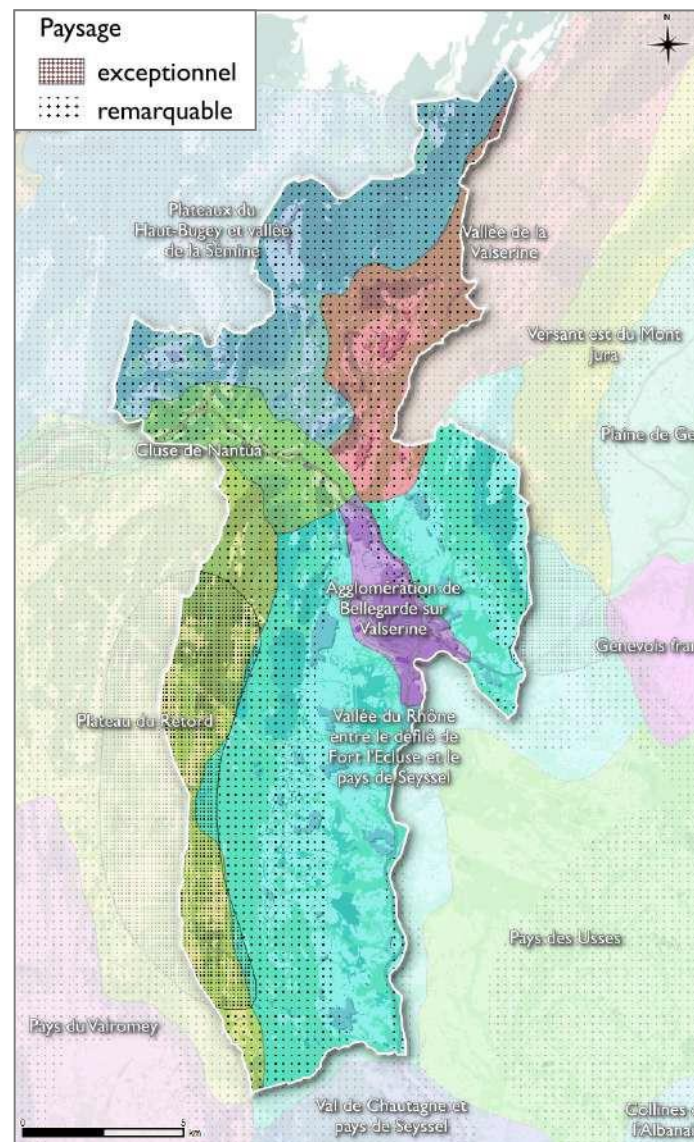 Paysage
exceptionnel
remarquable
N
Plateaux du
Haut-Bugey et vallée
de la Semine
Vallée de la
Valserine
Versant est du Mont
Jura
Plaine de Ge
Cluse de Nantua
Agglomération de
Bellegarde sur
Valserine
Genevois fran
Plateau du Retord
Vallée du Rhône
entre le défilé de
Fort l'Ecluse et le
pays de Seyssel
Pays des Usses
Pays du Valromey
Val de Chautagne et
pays de Seyssel
Collines
l'Albana
5
km